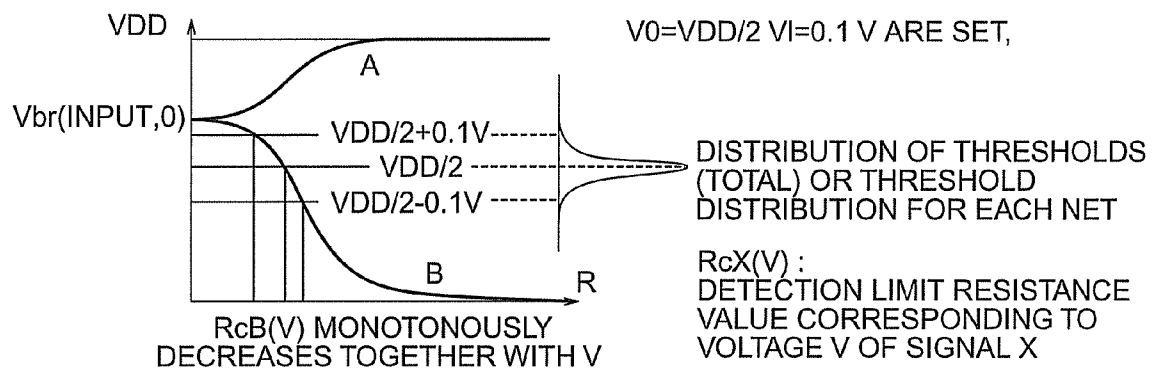 VDD
V0=VDD/2 VI=0.1 V ARE SET,
A
Vbr(INPUT,0)
VDD/2+0.1V
VDD/2
VDD/2-0.1V
DISTRIBUTION OF THRESHOLDS
(TOTAL) OR THRESHOLD
DISTRIBUTION FOR EACH NET
B
R
RcB(V) MONOTONOUSLY
DECREASES TOGETHER WITH V
RcX(V) :
DETECTION LIMIT RESISTANCE
VALUE CORRESPONDING TO
VOLTAGE V OF SIGNAL X